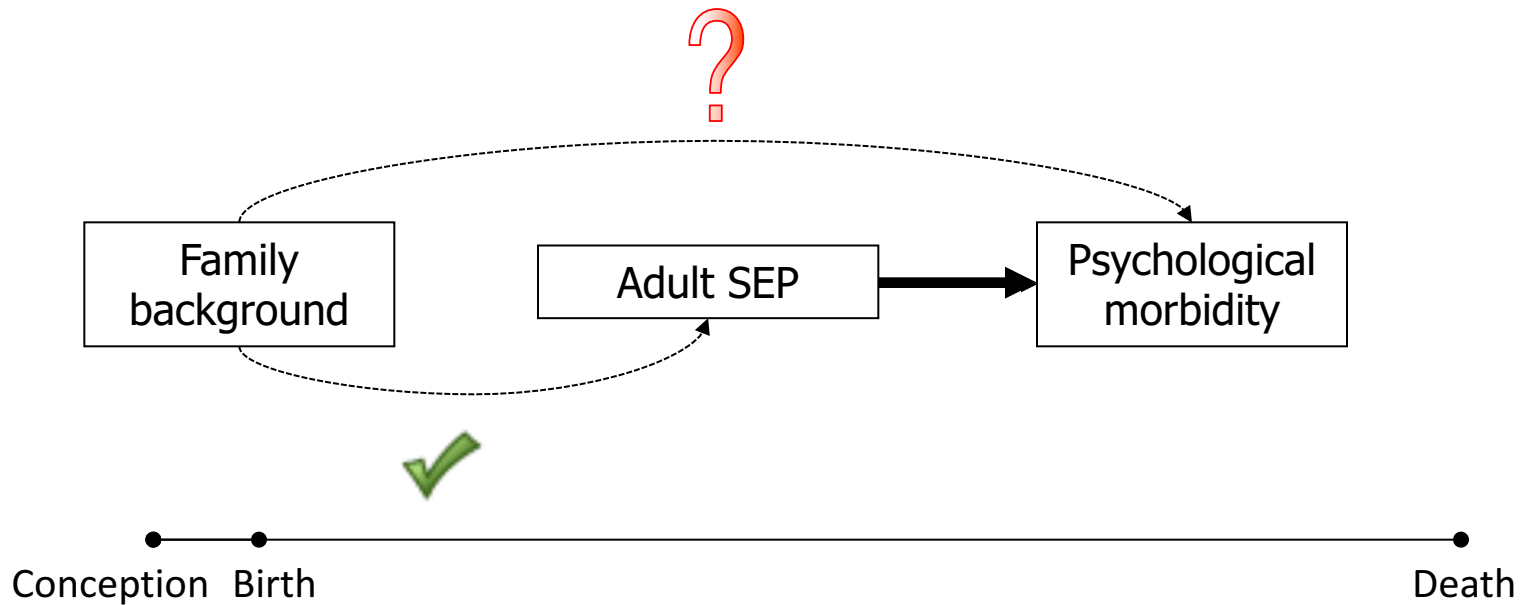 ?
Family
background
Adult SEP
Psychological
morbidity
Conception
Birth
Death